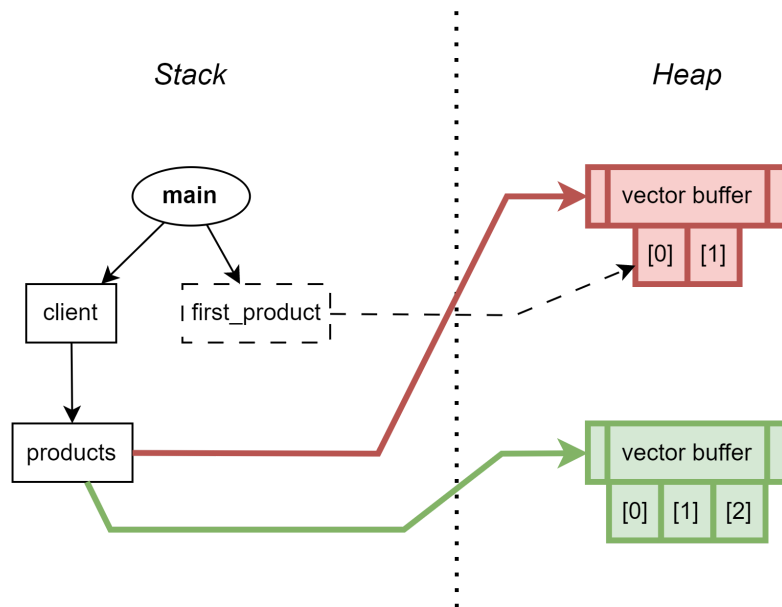 Stack
Heap
main
vector buffer
[0]
[1]
client
first_product
products
vector buffer
[0]
[1]
[2]